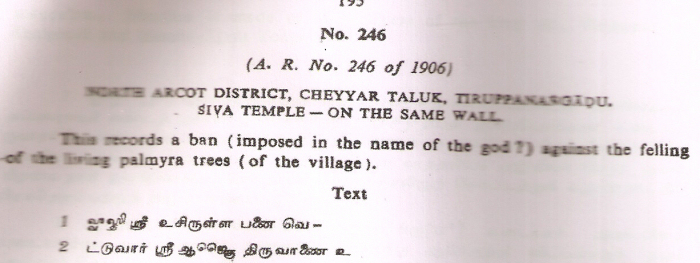 195
No. 246
(A. R. No. 246 of 1906)
NORTH ARCOT DISTRICT, CHEYYAR TALUK, TIRUPPANANGADU.
SIVA TEMPLE — ON THE SAME WALL.
This records a ban (imposed in the name of the god?) against the felling
of the living palmyra trees (of the village).
Text
1 ஸ்ரீ உசிருள்ள பனை வெ–
2 ட்டுவார் ஸ்ரீ திருவாணை உ